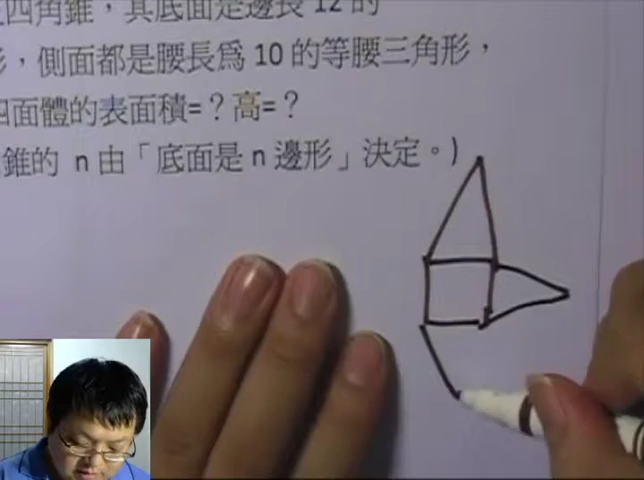 四角錐，其底面是邊長 12 的
，側面都是腰長爲 10 的等腰三角形，
四面體的表面積=？高=？
錐的 n 由「底面是 n 邊形」決定。)